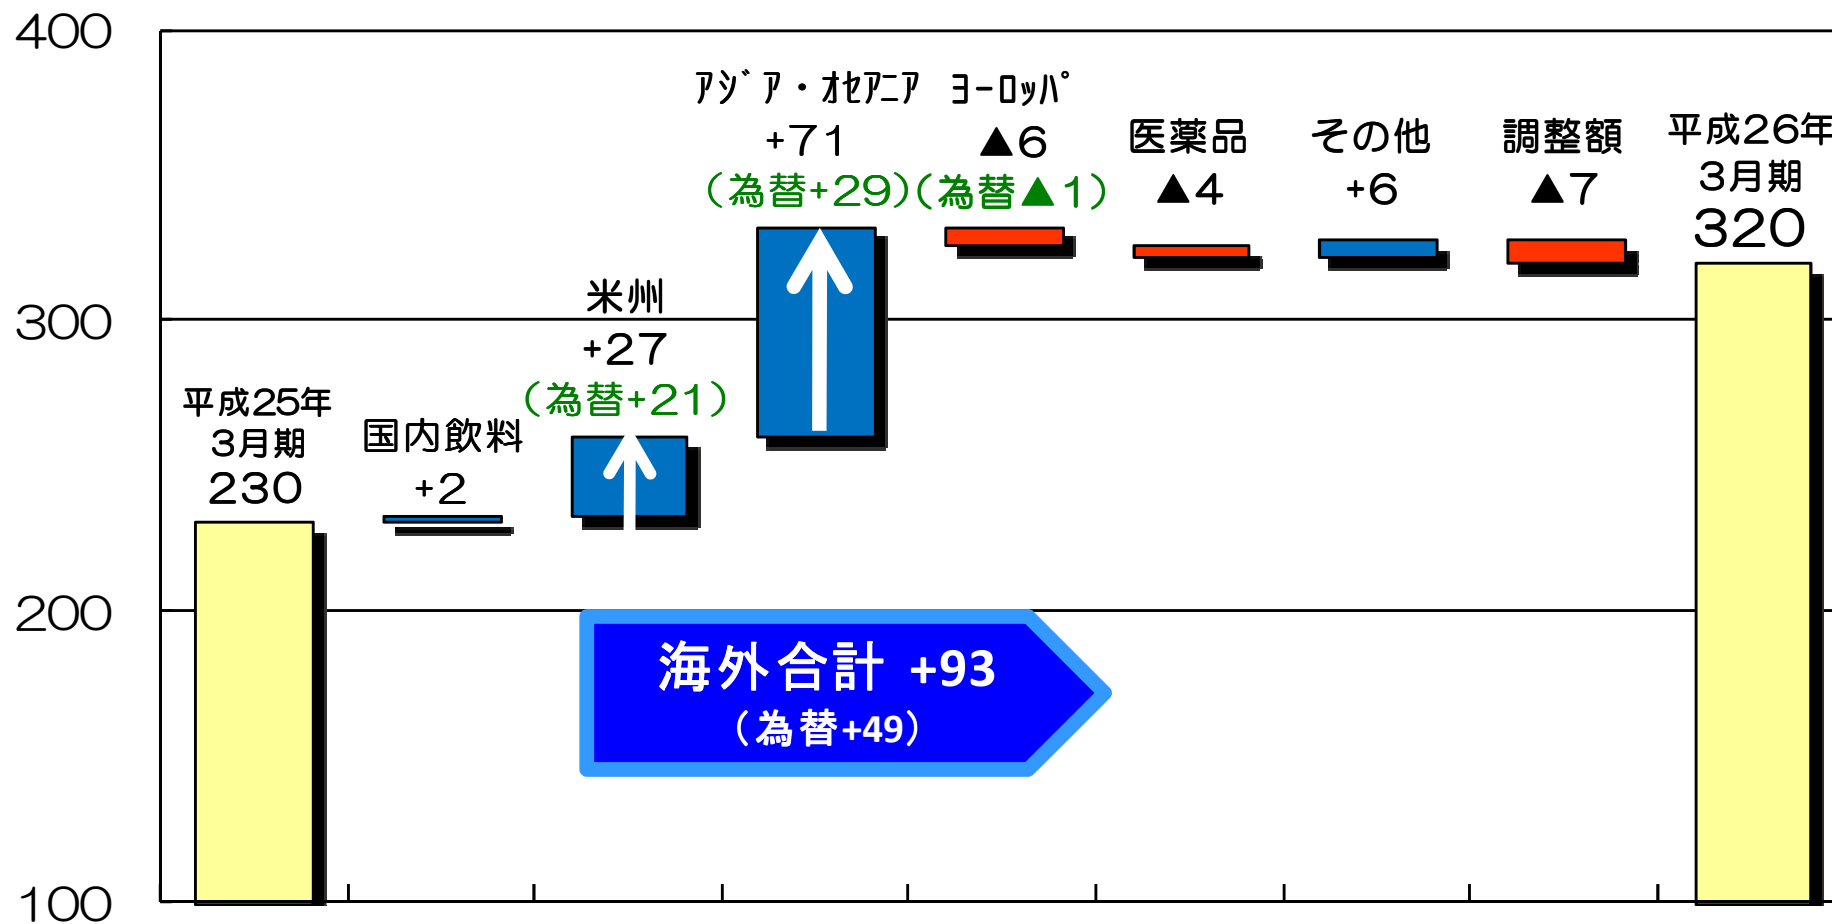 400
300
200
100
平成25年
3月期
230
国内飲料
+2
米州
+27
（為替+21）
ｱｼﾞｱ・ｵｾｱﾆｱ
+71
（為替+29）
ﾖｰﾛｯﾊﾟ
▲6
（為替▲1）
医薬品
▲4
その他
+6
調整額
▲7
平成26年
3月期
320
海外合計 +93
（為替+49）